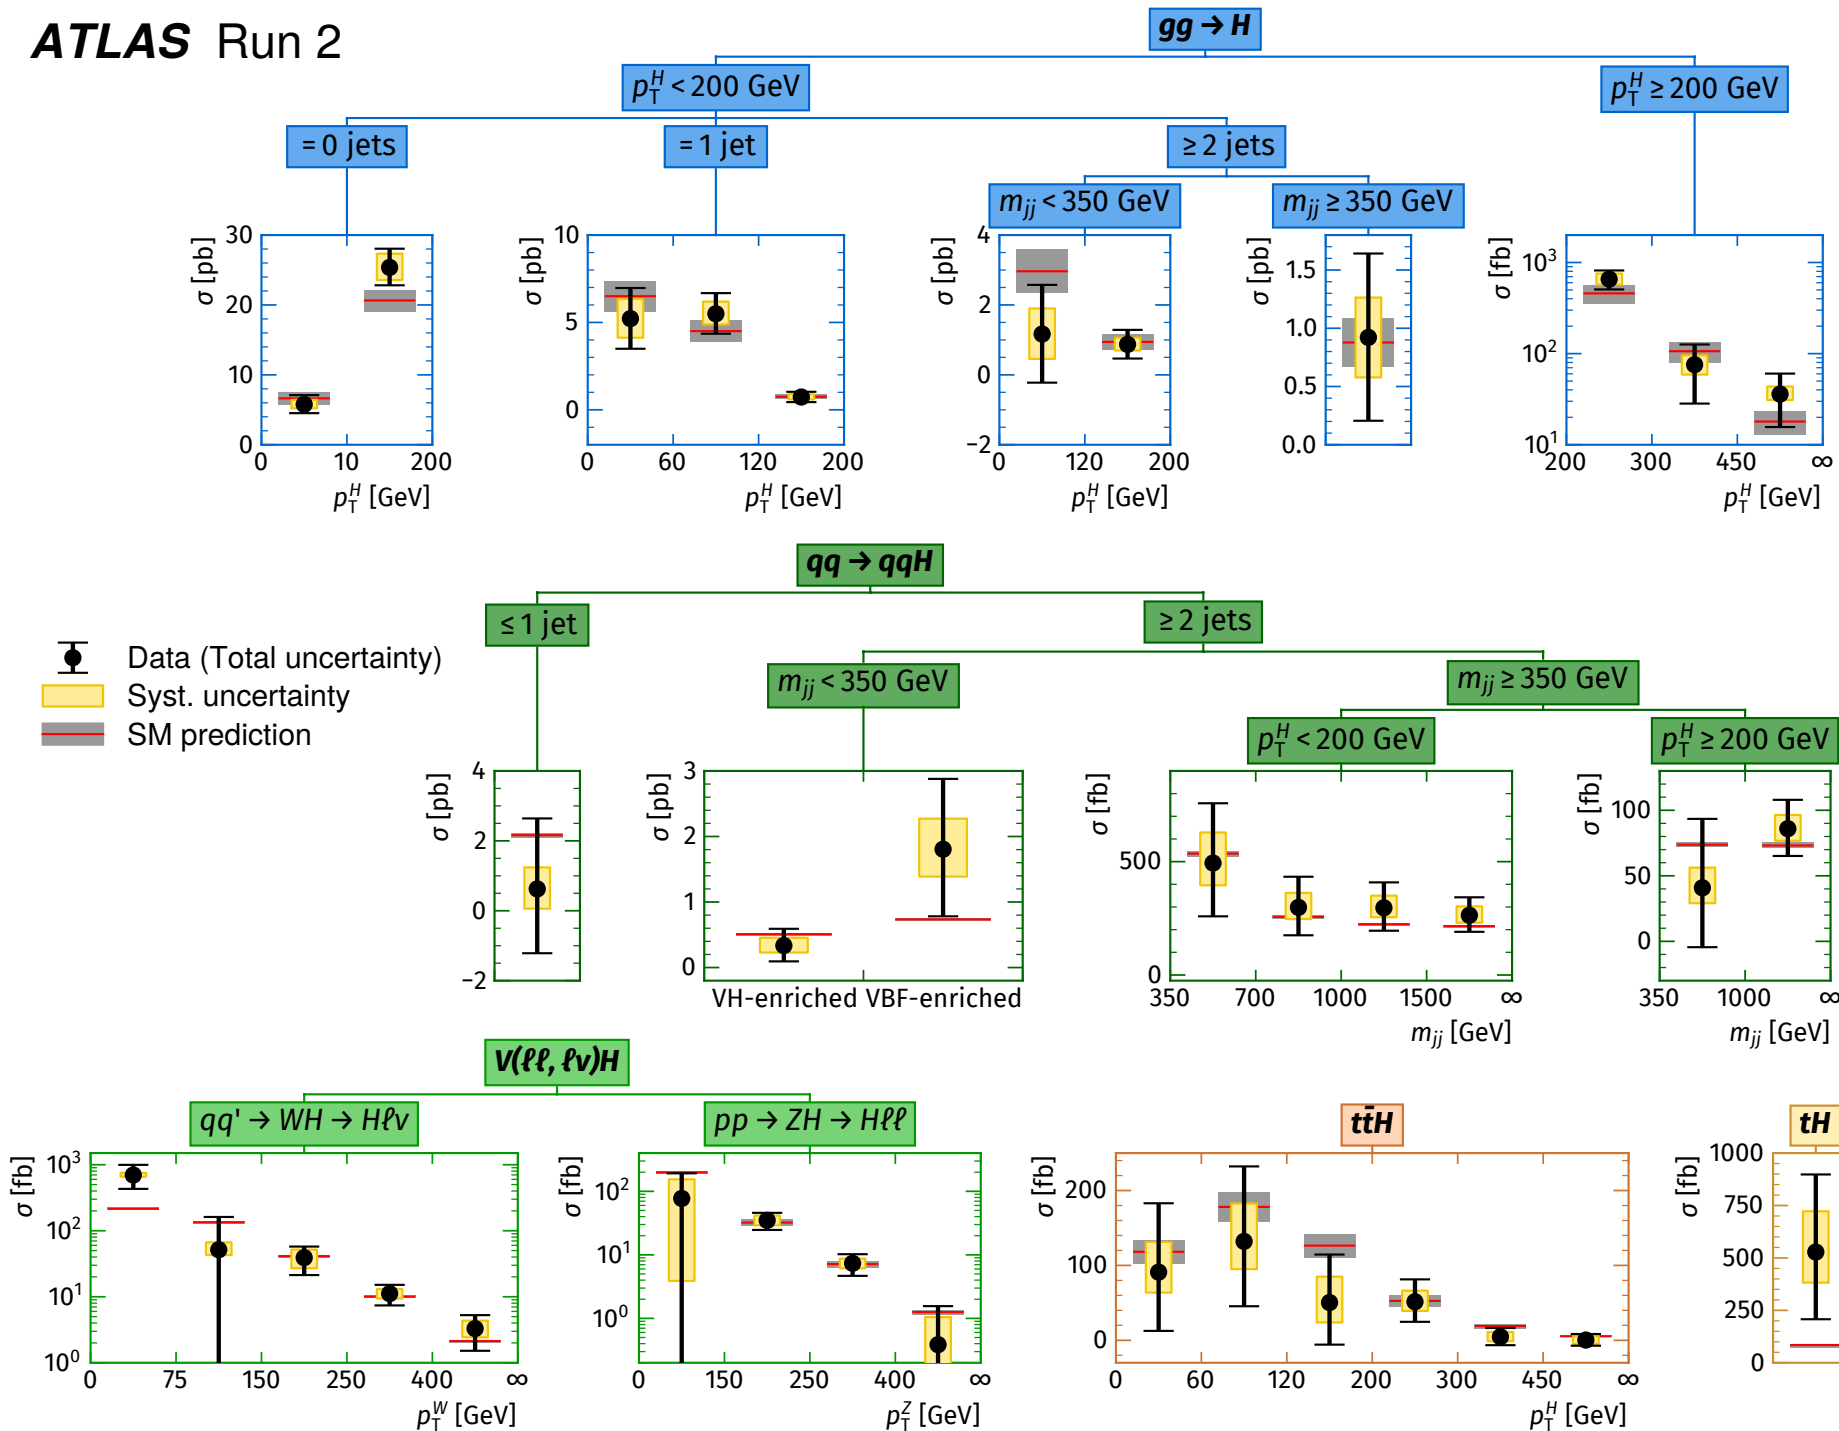 ATLAS Run 2
gg → H
p_T^H < 200 GeV
p_T^H ≥ 200 GeV
= 0 jets
= 1 jet
≥ 2 jets
m_jj < 350 GeV
m_jj ≥ 350 GeV
σ [pb]
30
20
10
0
0 10 200
p_T^H [GeV]
σ [pb]
10
5
0
0 60 120 200
p_T^H [GeV]
σ [pb]
4
2
0
−2
0 120 200
p_T^H [GeV]
σ [pb]
1.5
1.0
0.5
0.0
σ [fb]
10^3
10^2
10^1
200 300 450 ∞
p_T^H [GeV]
qq → qqH
≤ 1 jet
≥ 2 jets
m_jj < 350 GeV
m_jj ≥ 350 GeV
p_T^H < 200 GeV
p_T^H ≥ 200 GeV
Data (Total uncertainty)
Syst. uncertainty
SM prediction
σ [pb]
4
2
0
−2
σ [pb]
3
2
1
0
VH-enriched VBF-enriched
σ [fb]
500
0
350 700 1000 1500 ∞
m_jj [GeV]
σ [fb]
100
50
0
350 1000 ∞
m_jj [GeV]
V(ℓℓ, ℓν)H
qq' → WH → Hℓν
pp → ZH → Hℓℓ
tt̄H
tH
σ [fb]
10^3
10^2
10^1
10^0
0 75 150 250 400 ∞
p_T^W [GeV]
σ [fb]
10^2
10^1
10^0
0 150 250 400 ∞
p_T^Z [GeV]
σ [fb]
200
100
0
0 60 120 200 300 450 ∞
p_T^H [GeV]
σ [fb]
1000
750
500
250
0